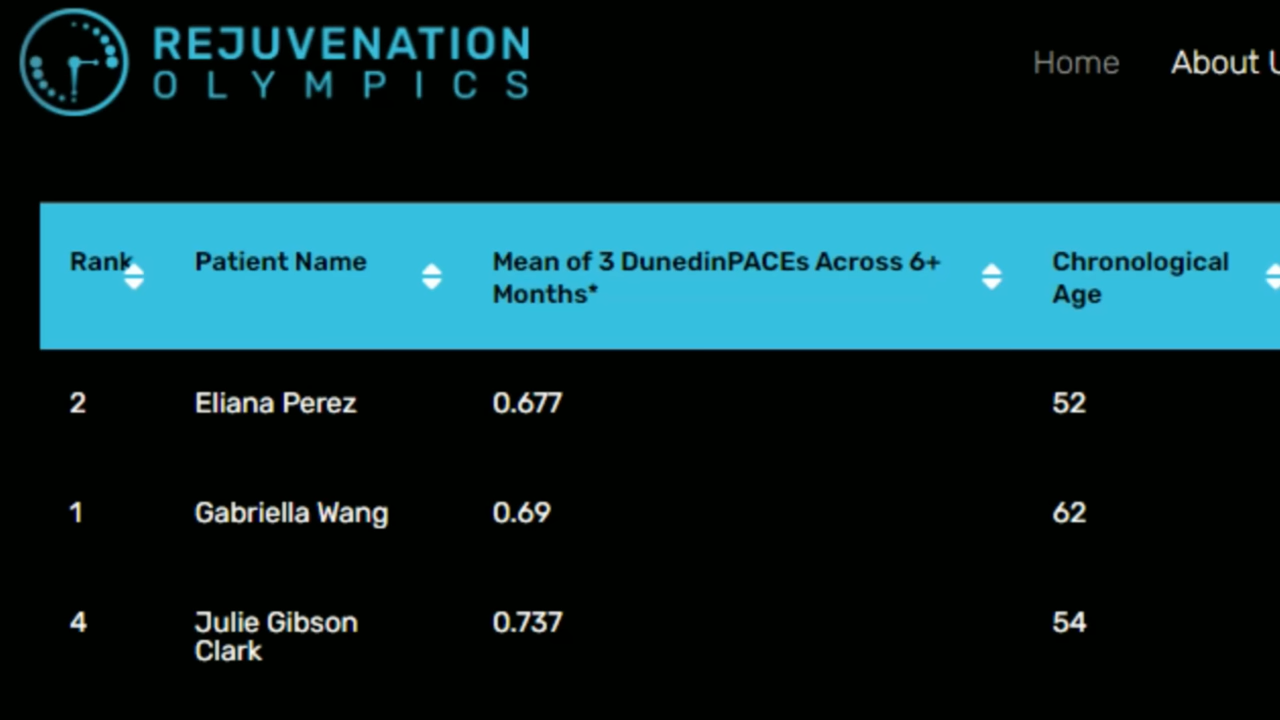 REJUVENATION
OLYMPICS
Home About U
Rank Patient Name Mean of 3 DunedinPACEs Across 6+ Chronological
Months* Age
2 Eliana Perez 0.677 52
1 Gabriella Wang 0.69 62
4 Julie Gibson 0.737 54
Clark